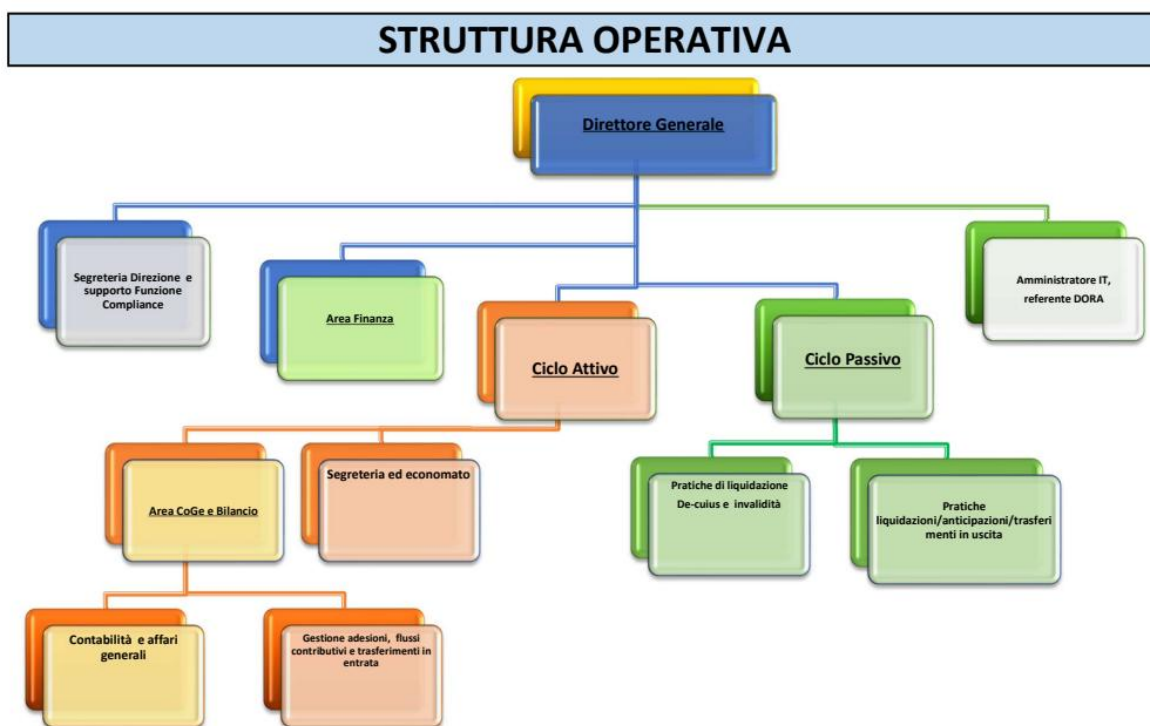 STRUTTURA OPERATIVA
Direttore Generale
Segreteria Direzione e
supporto Funzione
Compliance
Area Finanza
Ciclo Attivo
Ciclo Passivo
Amministratore IT,
referente DORA
Area CoGe e Bilancio
Segreteria ed economato
Pratiche di liquidazione
De-cuius e invalidità
Pratiche
liquidazioni/anticipazioni/trasferi
menti in uscita
Contabilità e affari
generali
Gestione adesioni, flussi
contributivi e trasferimenti in
entrata